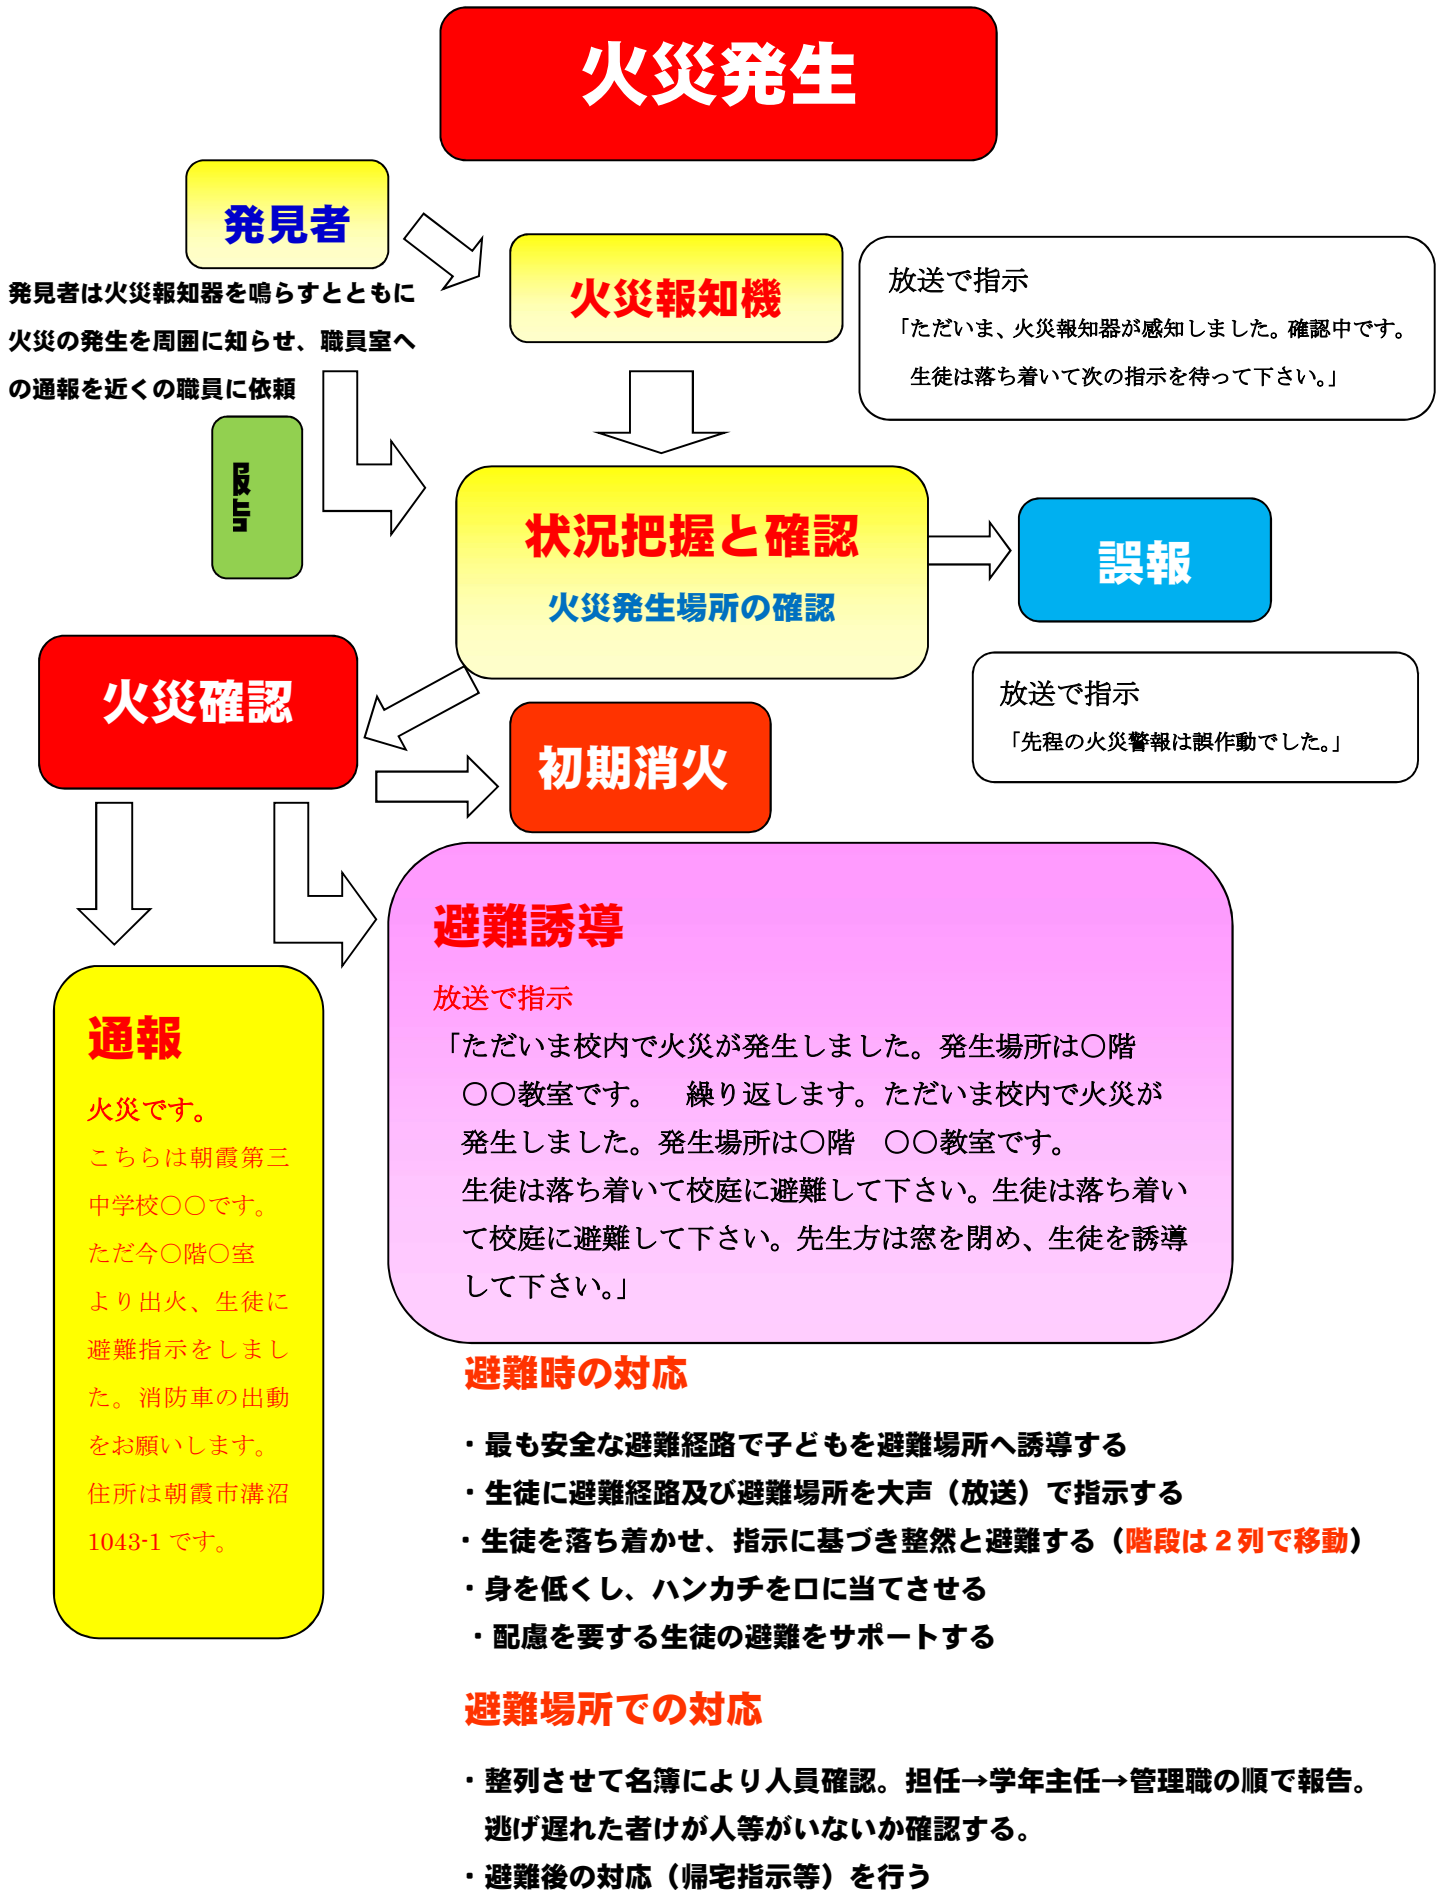 火災発生
発見者
発見者は火災報知器を鳴らすとともに
火災の発生を周囲に知らせ、職員室へ
の通報を近くの職員に依頼
火災報知機
放送で指示
「ただいま、火災報知器が感知しました。確認中です。
生徒は落ち着いて次の指示を待って下さい。」
報告
状況把握と確認
火災発生場所の確認
誤報
放送で指示
「先程の火災警報は誤作動でした。」
火災確認
初期消火
避難誘導
放送で指示
「ただいま校内で火災が発生しました。発生場所は〇階
〇〇教室です。　繰り返します。ただいま校内で火災が
発生しました。発生場所は〇階　〇〇教室です。
生徒は落ち着いて校庭に避難して下さい。生徒は落ち着い
て校庭に避難して下さい。先生方は窓を閉め、生徒を誘導
して下さい。」
通報
火災です。
こちらは朝霞第三
中学校〇〇です。
ただ今〇階〇室
より出火、生徒に
避難指示をしまし
た。消防車の出動
をお願いします。
住所は朝霞市溝沼
1043-1 です。
避難時の対応
・最も安全な避難経路で子どもを避難場所へ誘導する
・生徒に避難経路及び避難場所を大声（放送）で指示する
・生徒を落ち着かせ、指示に基づき整然と避難する（階段は２列で移動）
・身を低くし、ハンカチを口に当てさせる
・配慮を要する生徒の避難をサポートする
避難場所での対応
・整列させて名簿により人員確認。担任→学年主任→管理職の順で報告。
逃げ遅れた者けが人等がいないか確認する。
・避難後の対応（帰宅指示等）を行う